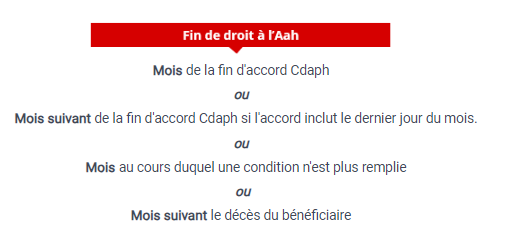 Fin de droit à l'Aah
Mois de la fin d'accord Cdaph
ou
Mois suivant de la fin d'accord Cdaph si l'accord inclut le dernier jour du mois.
ou
Mois au cours duquel une condition n'est plus remplie
ou
Mois suivant le décès du bénéficiaire